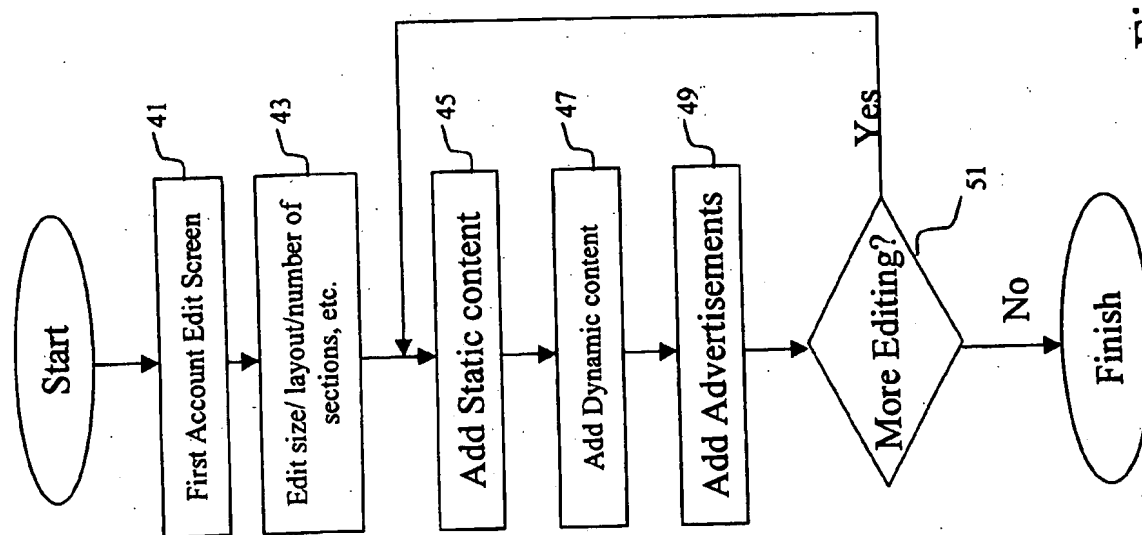 Start
41
First Account Edit Screen
43
Edit size/ layout/number of
sections, etc.
45
Add Static content
47
Add Dynamic content
49
Add Advertisements
More Editing?
51
Yes
No
Finish